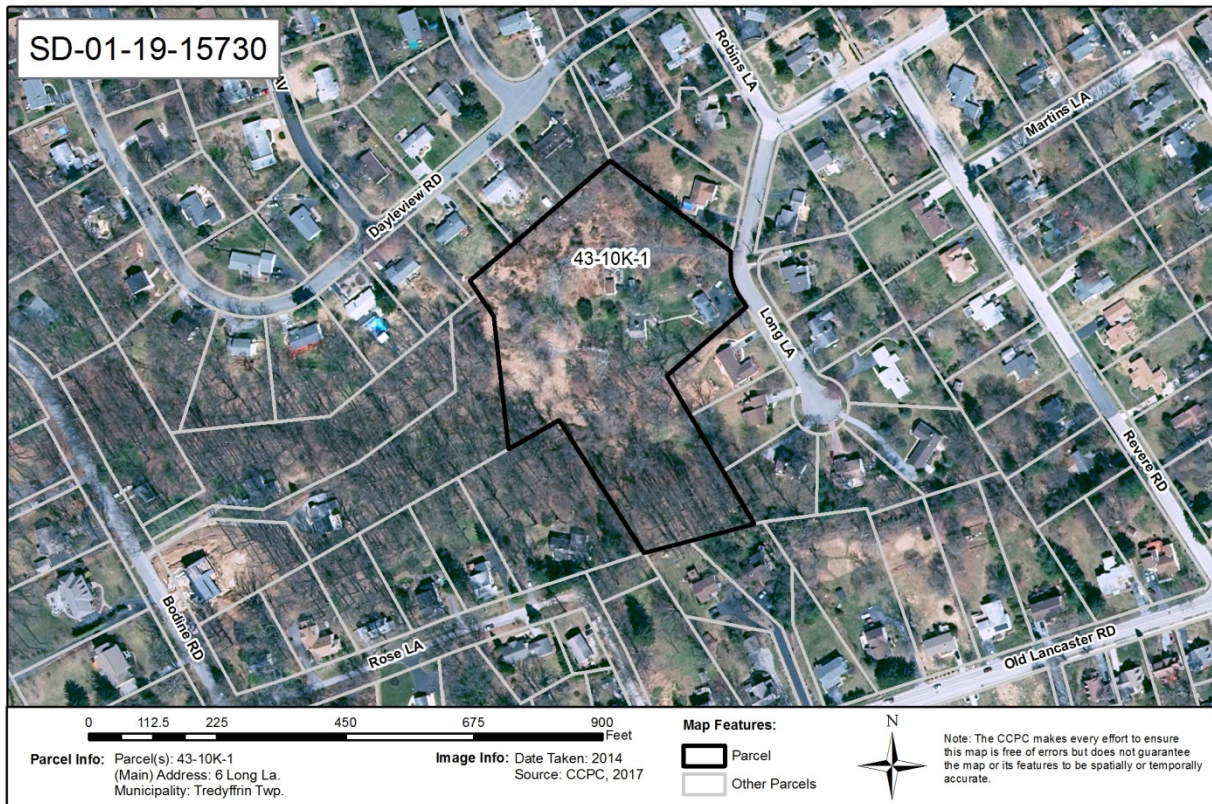 SD-01-19-15730
AV
Dayleview RD
Robins LA
Martins LA
43-10K-1
Long LA
Revere RD
Bodine RD
Rose LA
Old Lancaster RD
0 112.5 225 450 675 900
Feet
Parcel Info: Parcel(s): 43-10K-1
(Main) Address: 6 Long La.
Municipality: Tredyffrin Twp.
Image Info: Date Taken: 2014
Source: CCPC, 2017
Map Features:
Parcel
Other Parcels
N
Note: The CCPC makes every effort to ensure
this map is free of errors but does not guarantee
the map or its features to be spatially or temporally
accurate.